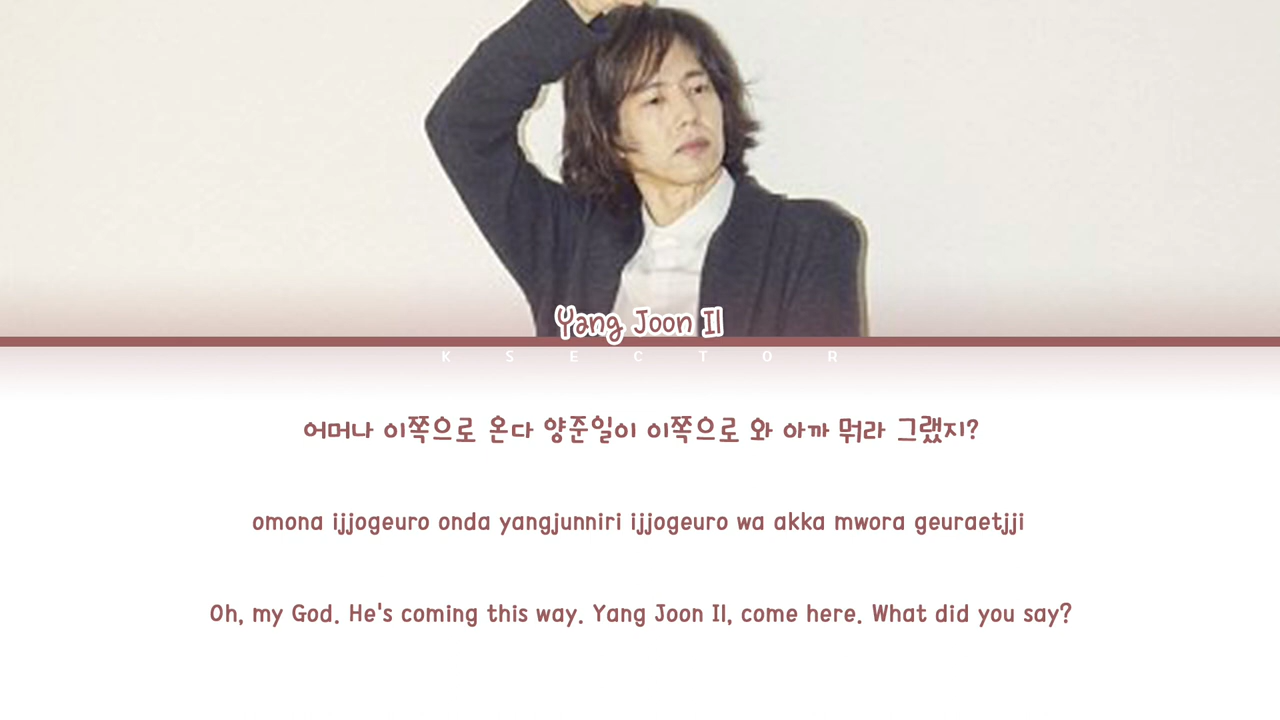 Yang Joon Il
K S E C T O R
어머나 이쪽으로 온다 양준일이 이쪽으로 와 아까 뭐라 그랬지?
omona ijjogeuro onda yangjunniri ijjogeuro wa akka mwora geuraetjji
Oh, my God. He's coming this way. Yang Joon Il, come here. What did you say?